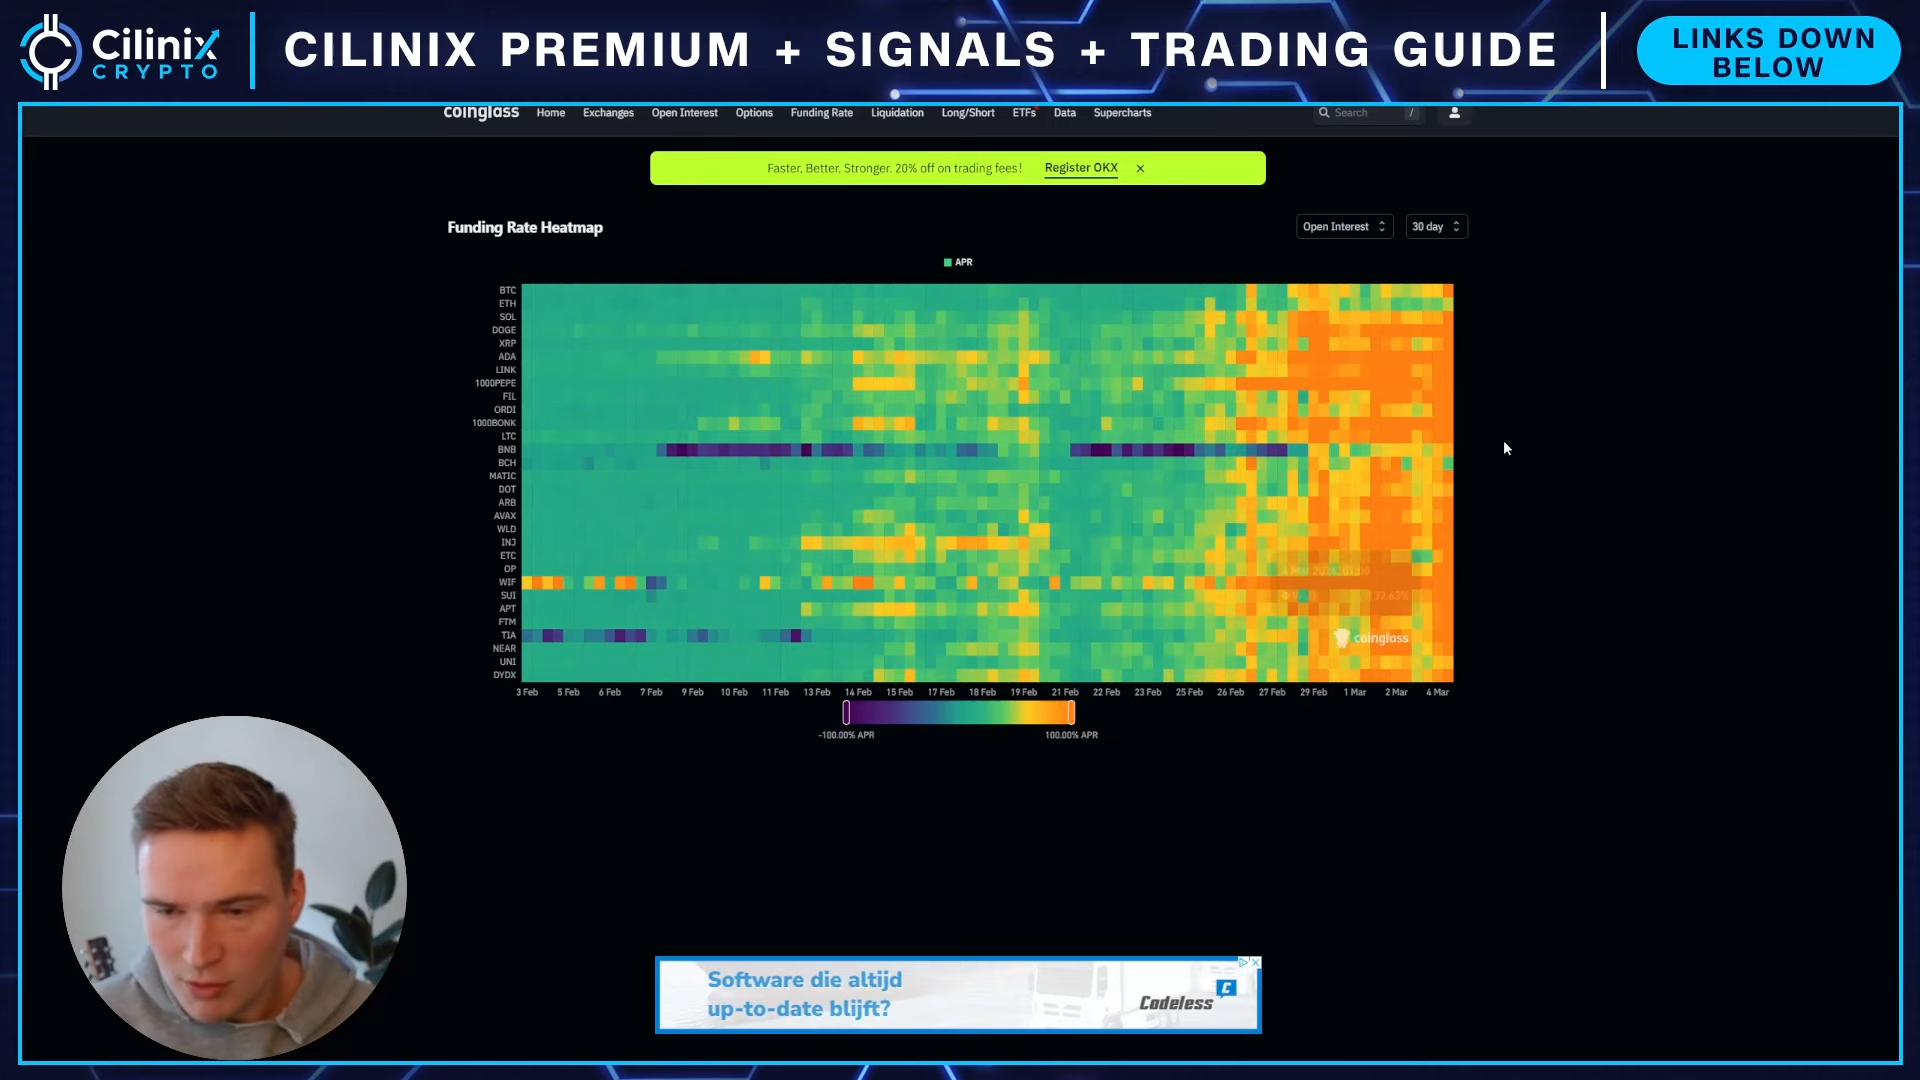 Cilinix
CRYPTO
CILINIX PREMIUM + SIGNALS + TRADING GUIDE
LINKS DOWN
BELOW
coinglass Home Exchanges Open Interest Options Funding Rate Liquidation Long/Short ETFs Data Supercharts Search /
Faster, Better, Stronger. 20% off on trading fees! Register OKX ×
Funding Rate Heatmap
Open Interest
30 day
APR
BTC
ETH
SOL
DOGE
XRP
ADA
LINK
1000PEPE
FIL
ORDI
1000BONK
LTC
BNB
BCH
MATIC
DOT
ARB
AVAX
WLD
INJ
ETC
OP
WIF
SUI
APT
FTM
TIA
NEAR
UNI
DYDX
coinglass
3 Feb 5 Feb 6 Feb 7 Feb 9 Feb 10 Feb 11 Feb 13 Feb 14 Feb 15 Feb 17 Feb 18 Feb 19 Feb 21 Feb 22 Feb 23 Feb 25 Feb 26 Feb 27 Feb 29 Feb 1 Mar 2 Mar 4 Mar
-100.00% APR
100.00% APR
Software die altijd
up-to-date blijft?
Codeless